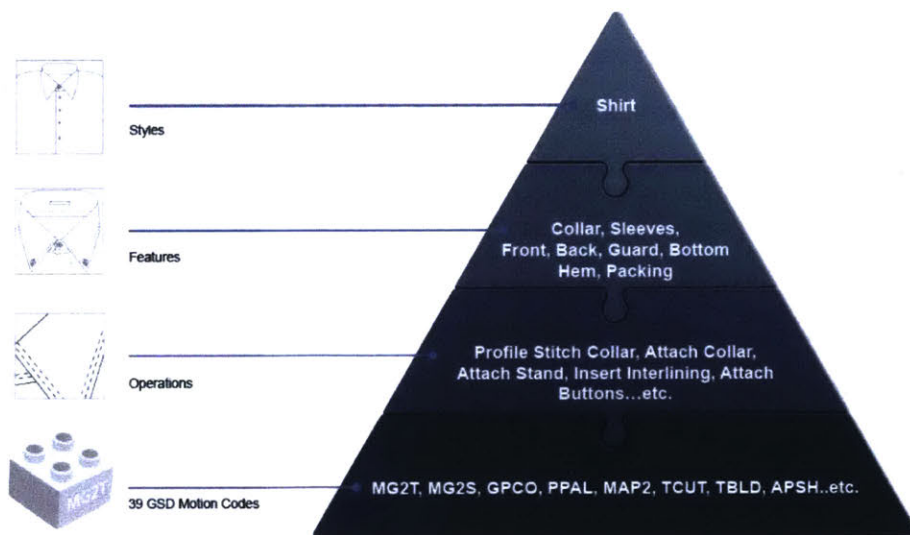 Shirt
Styles
Collar, Sleeves,
Front, Back, Guard, Bottom
Hem, Packing
Features
Profile Stitch Collar, Attach Collar,
Attach Stand, Insert Interlining, Attach
Buttons...etc.
Operations
MG2T
39 GSD Motion Codes
MG2T, MG2S, GPCO, PPAL, MAP2, TCUT, TBLD, APSH..etc.